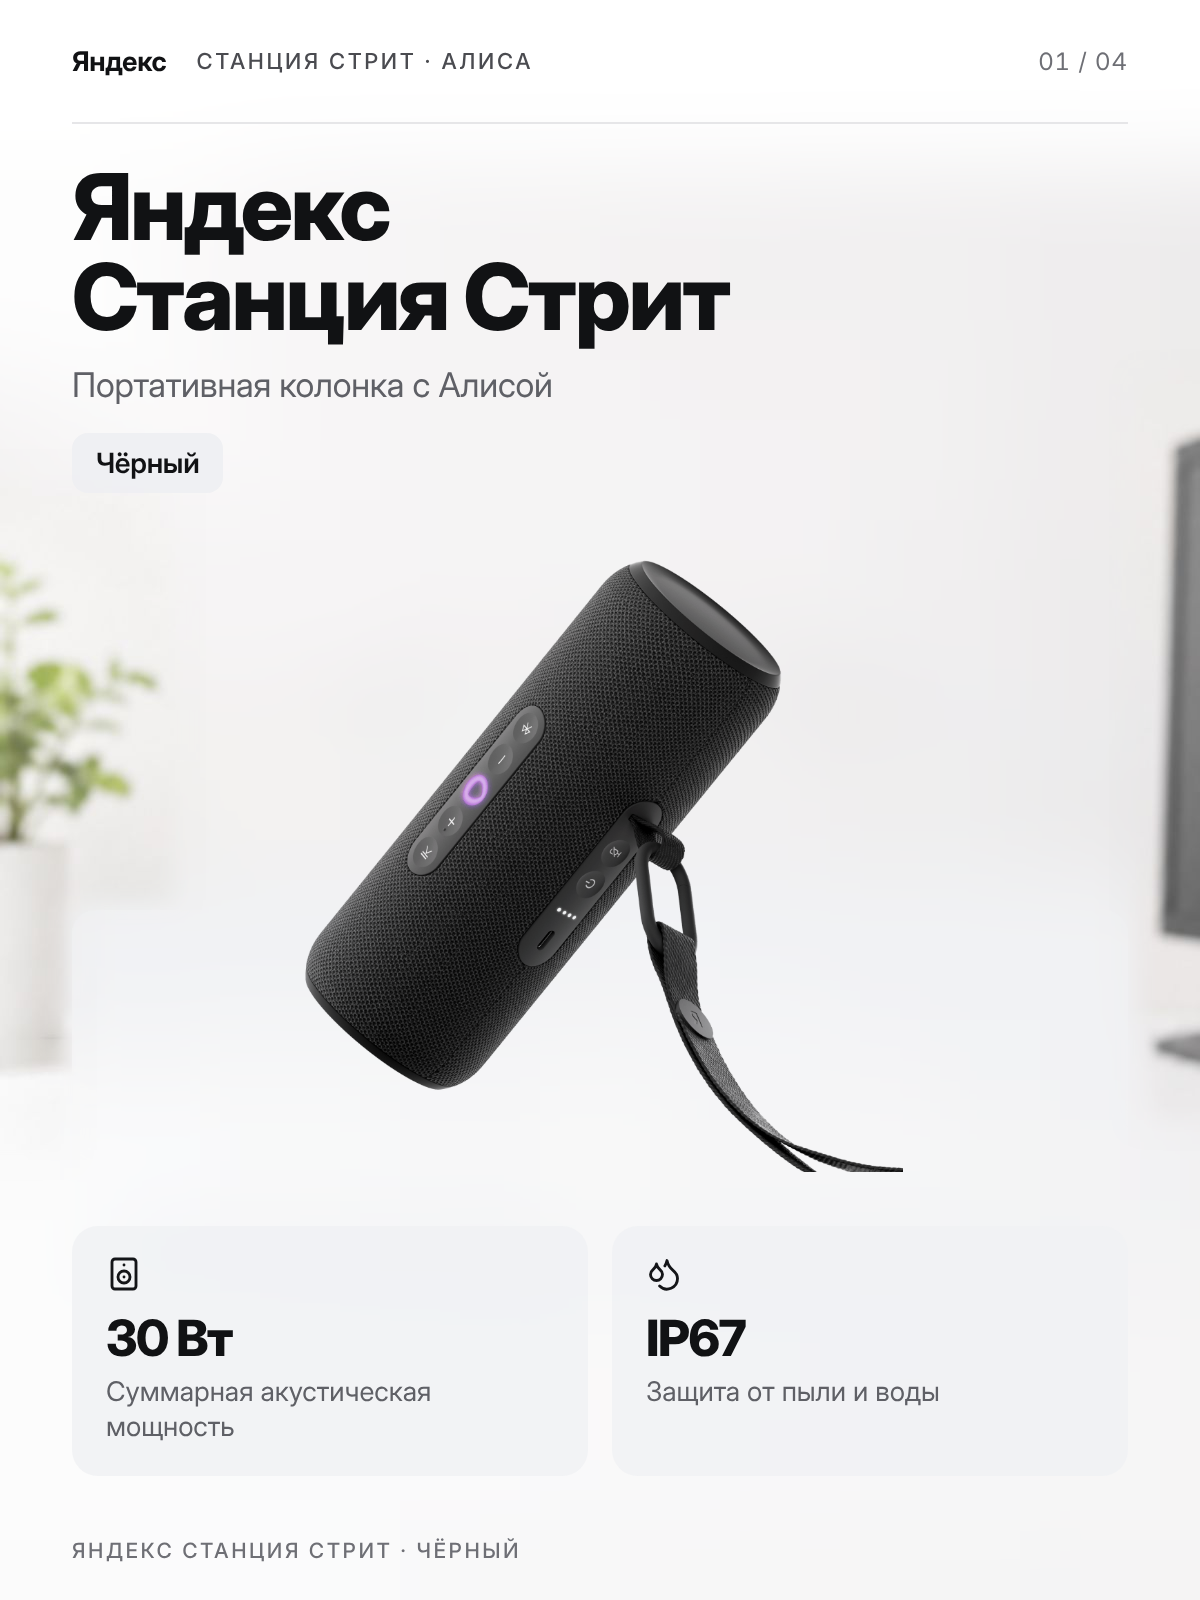 Яндекс СТАНЦИЯ СТРИТ · АЛИСА 01 / 04
Яндекс
Станция Стрит
Портативная колонка с Алисой
Чёрный
30 Вт
Суммарная акустическая
мощность
IP67
Защита от пыли и воды
ЯНДЕКС СТАНЦИЯ СТРИТ · ЧЁРНЫЙ